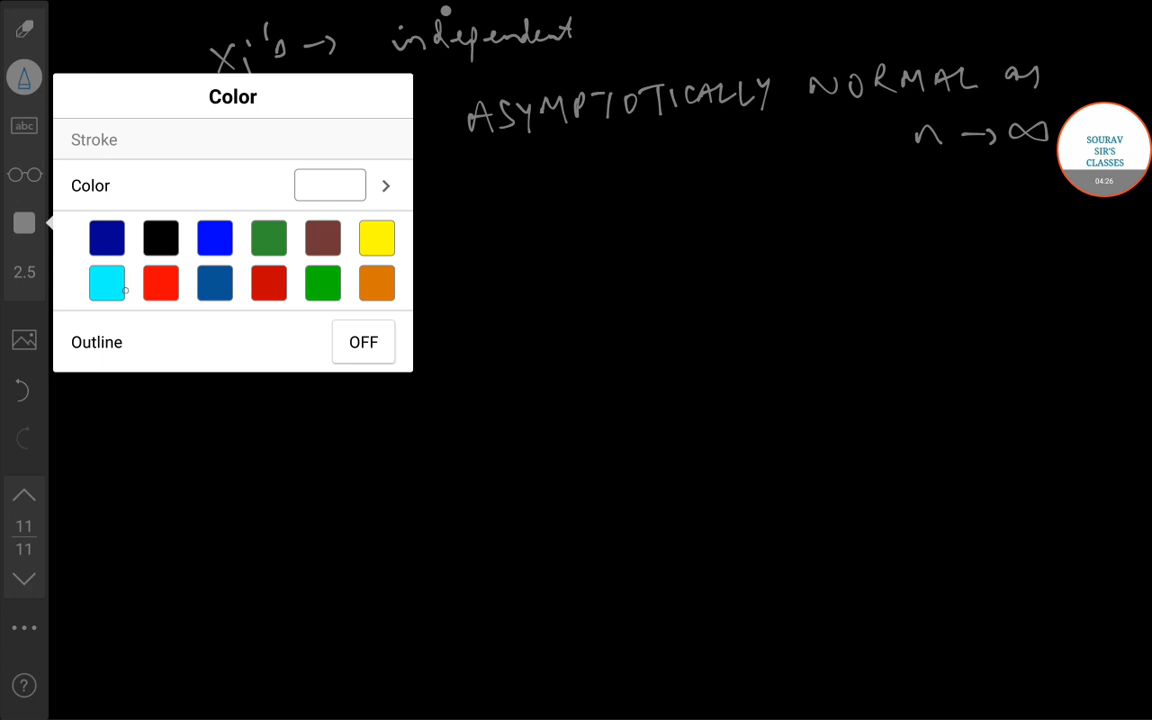 Xi's → independent
ASYMPTOTICALLY NORMAL as
n → ∞
Color
Stroke
Color
Outline
OFF
abc
2.5
11
11
?
SOURAV
SIR'S
CLASSES
04:26